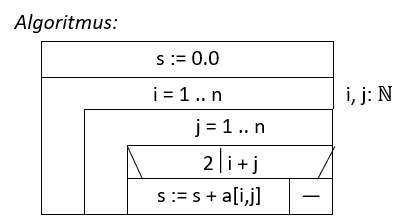 Algoritmus:
s := 0.0
i = 1 .. n
i, j: ℕ
j = 1 .. n
2 | i + j
s := s + a[i,j] —